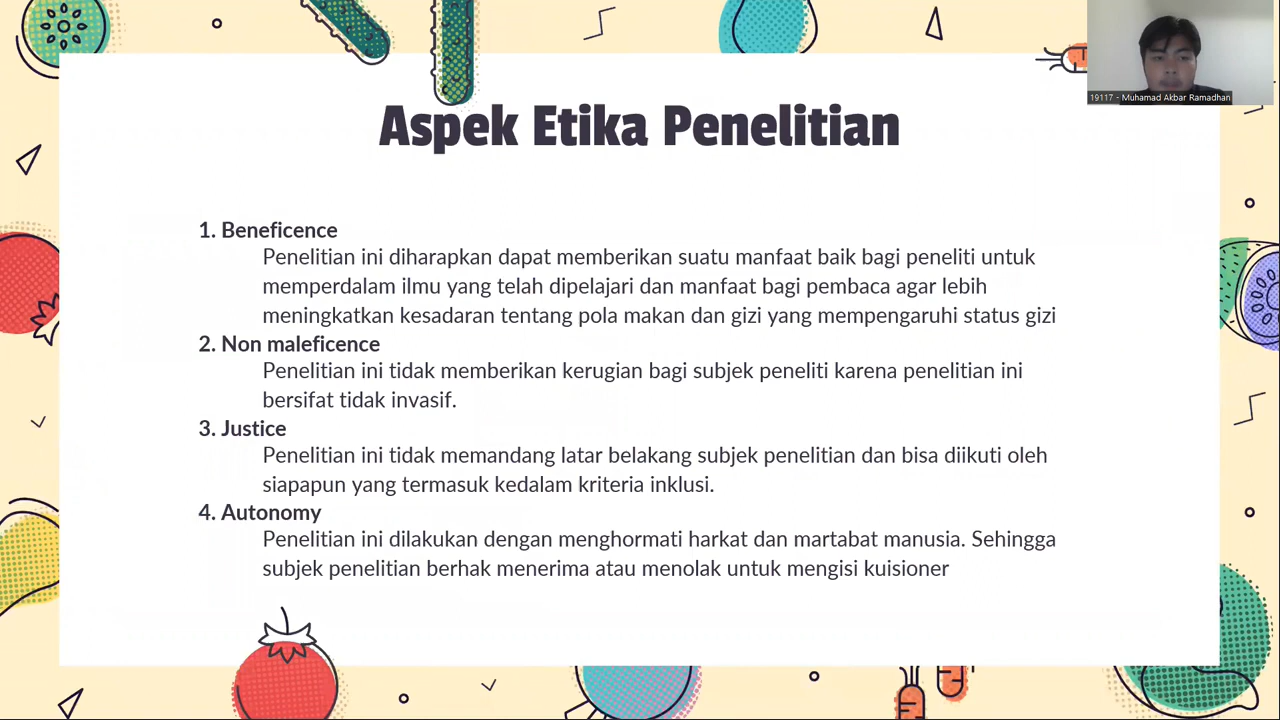 19117 - Muhamad Akbar Ramadhan
Aspek Etika Penelitian
1. Beneficence
Penelitian ini diharapkan dapat memberikan suatu manfaat baik bagi peneliti untuk
memperdalam ilmu yang telah dipelajari dan manfaat bagi pembaca agar lebih
meningkatkan kesadaran tentang pola makan dan gizi yang mempengaruhi status gizi
2. Non maleficence
Penelitian ini tidak memberikan kerugian bagi subjek peneliti karena penelitian ini
bersifat tidak invasif.
3. Justice
Penelitian ini tidak memandang latar belakang subjek penelitian dan bisa diikuti oleh
siapapun yang termasuk kedalam kriteria inklusi.
4. Autonomy
Penelitian ini dilakukan dengan menghormati harkat dan martabat manusia. Sehingga
subjek penelitian berhak menerima atau menolak untuk mengisi kuisioner